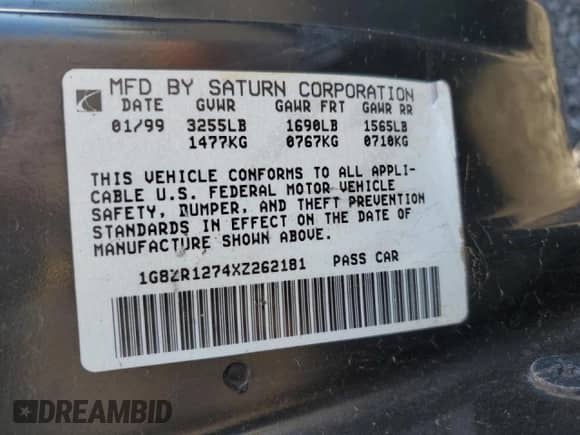 MFD BY SATURN CORPORATION
DATE GVWR GAWR FRT GAWR RR
01/99 3255LB 1690LB 1565LB
1477KG 0767KG 0710KG
THIS VEHICLE CONFORMS TO ALL APPLI-
CABLE U.S. FEDERAL MOTOR VEHICLE
SAFETY, BUMPER, AND THEFT PREVENTION
STANDARDS IN EFFECT ON THE DATE OF
MANUFACTURE SHOWN ABOVE.
1G8ZR1274XZ262181 PASS CAR
DREAMBID